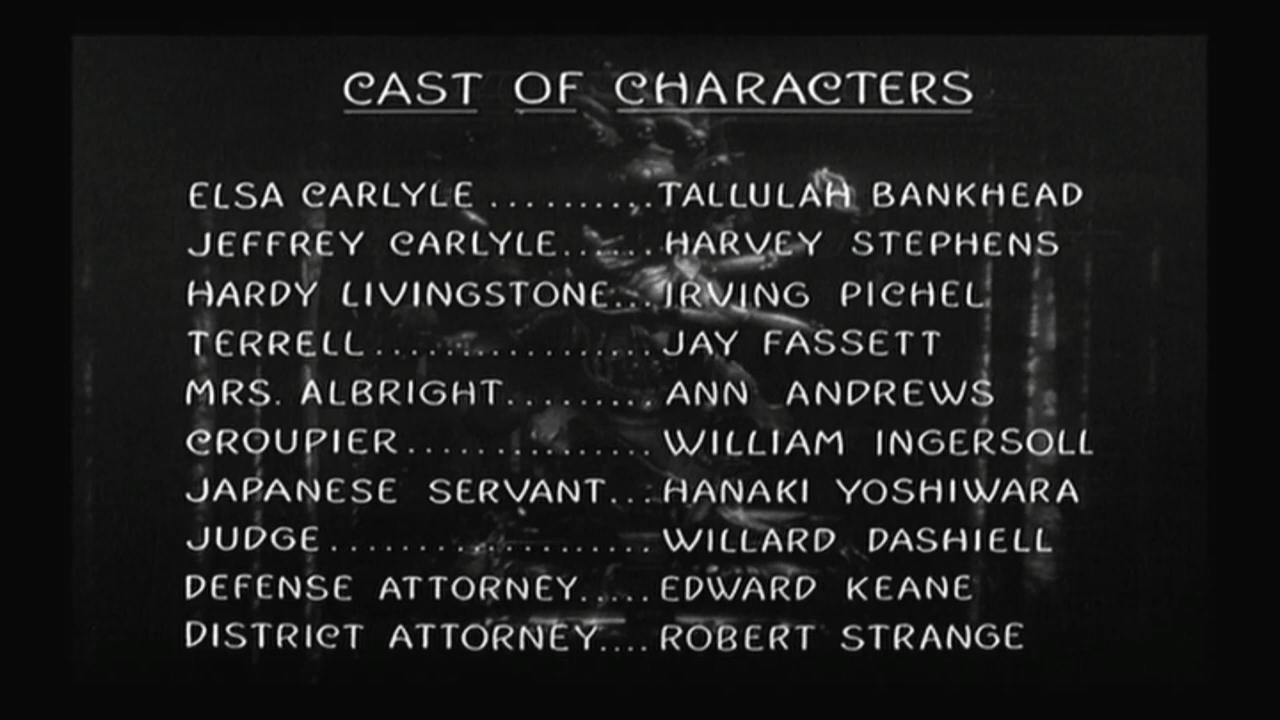 CAST OF CHARACTERS
ELSA CARLYLE ..........TALLULAH BANKHEAD
JEFFREY CARLYLE......HARVEY STEPHENS
HARDY LIVINGSTONE...IRVING PICHEL
TERRELL.................JAY FASSETT
MRS. ALBRIGHT.........ANN ANDREWS
CROUPIER...............WILLIAM INGERSOLL
JAPANESE SERVANT...HANAKI YOSHIWARA
JUDGE...................WILLARD DASHIELL
DEFENSE ATTORNEY.....EDWARD KEANE
DISTRICT ATTORNEY....ROBERT STRANGE